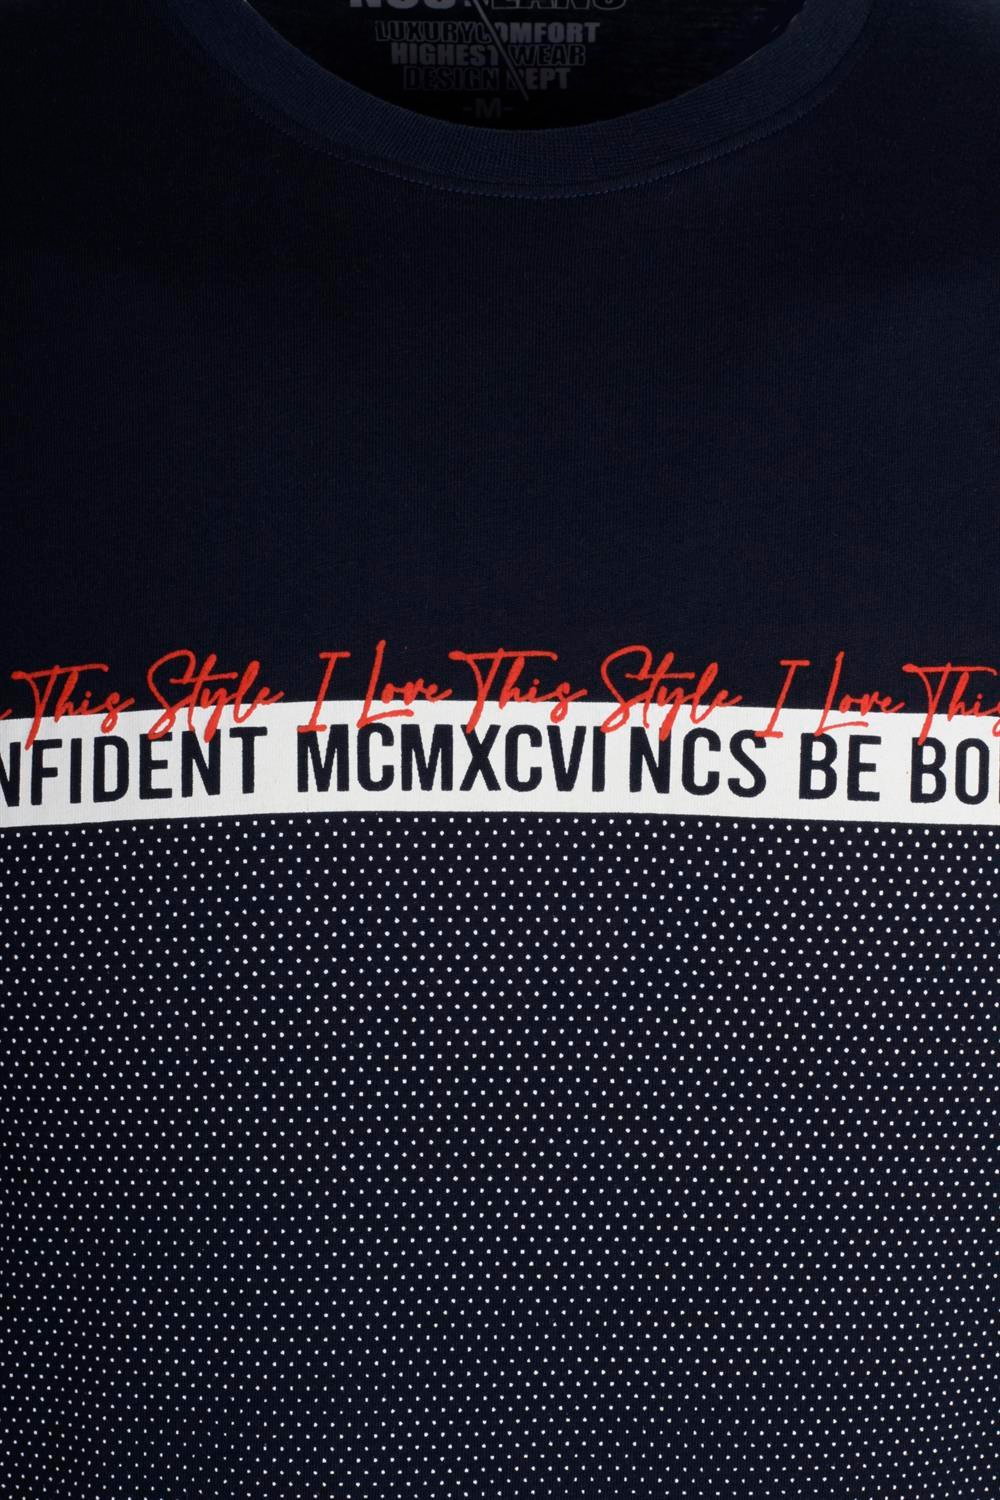 LUXURY COMFORT
HIGHEST WEAR
DESIGN DEPT
-M-
This Style I Love This Style I Love This
NFIDENT MCMXCVI NCS BE BO